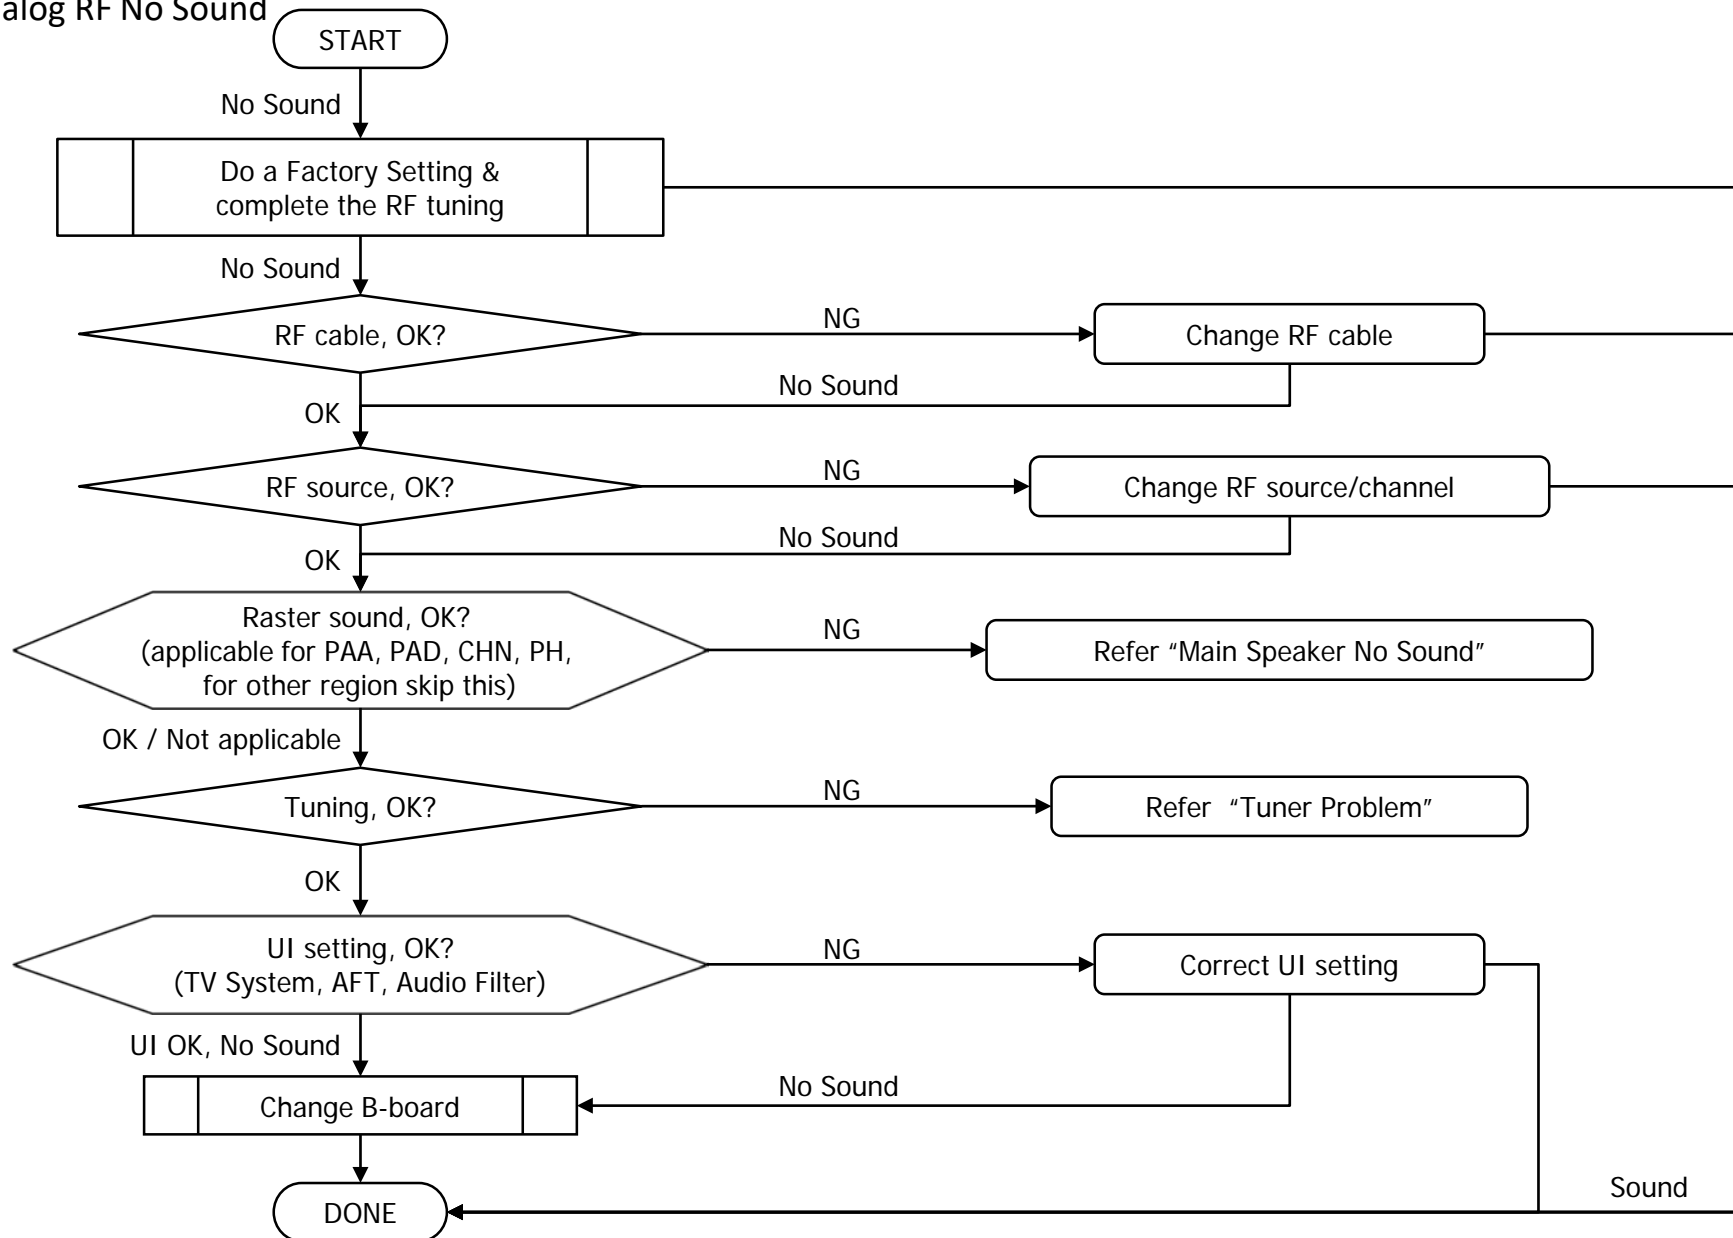 alog RF No Sound
START
No Sound
Do a Factory Setting &
complete the RF tuning
No Sound
RF cable, OK?
NG
Change RF cable
No Sound
OK
RF source, OK?
NG
Change RF source/channel
No Sound
OK
Raster sound, OK?
(applicable for PAA, PAD, CHN, PH,
for other region skip this)
NG
Refer “Main Speaker No Sound”
OK / Not applicable
Tuning, OK?
NG
Refer “Tuner Problem”
OK
UI setting, OK?
(TV System, AFT, Audio Filter)
NG
Correct UI setting
UI OK, No Sound
Change B-board
No Sound
Sound
DONE